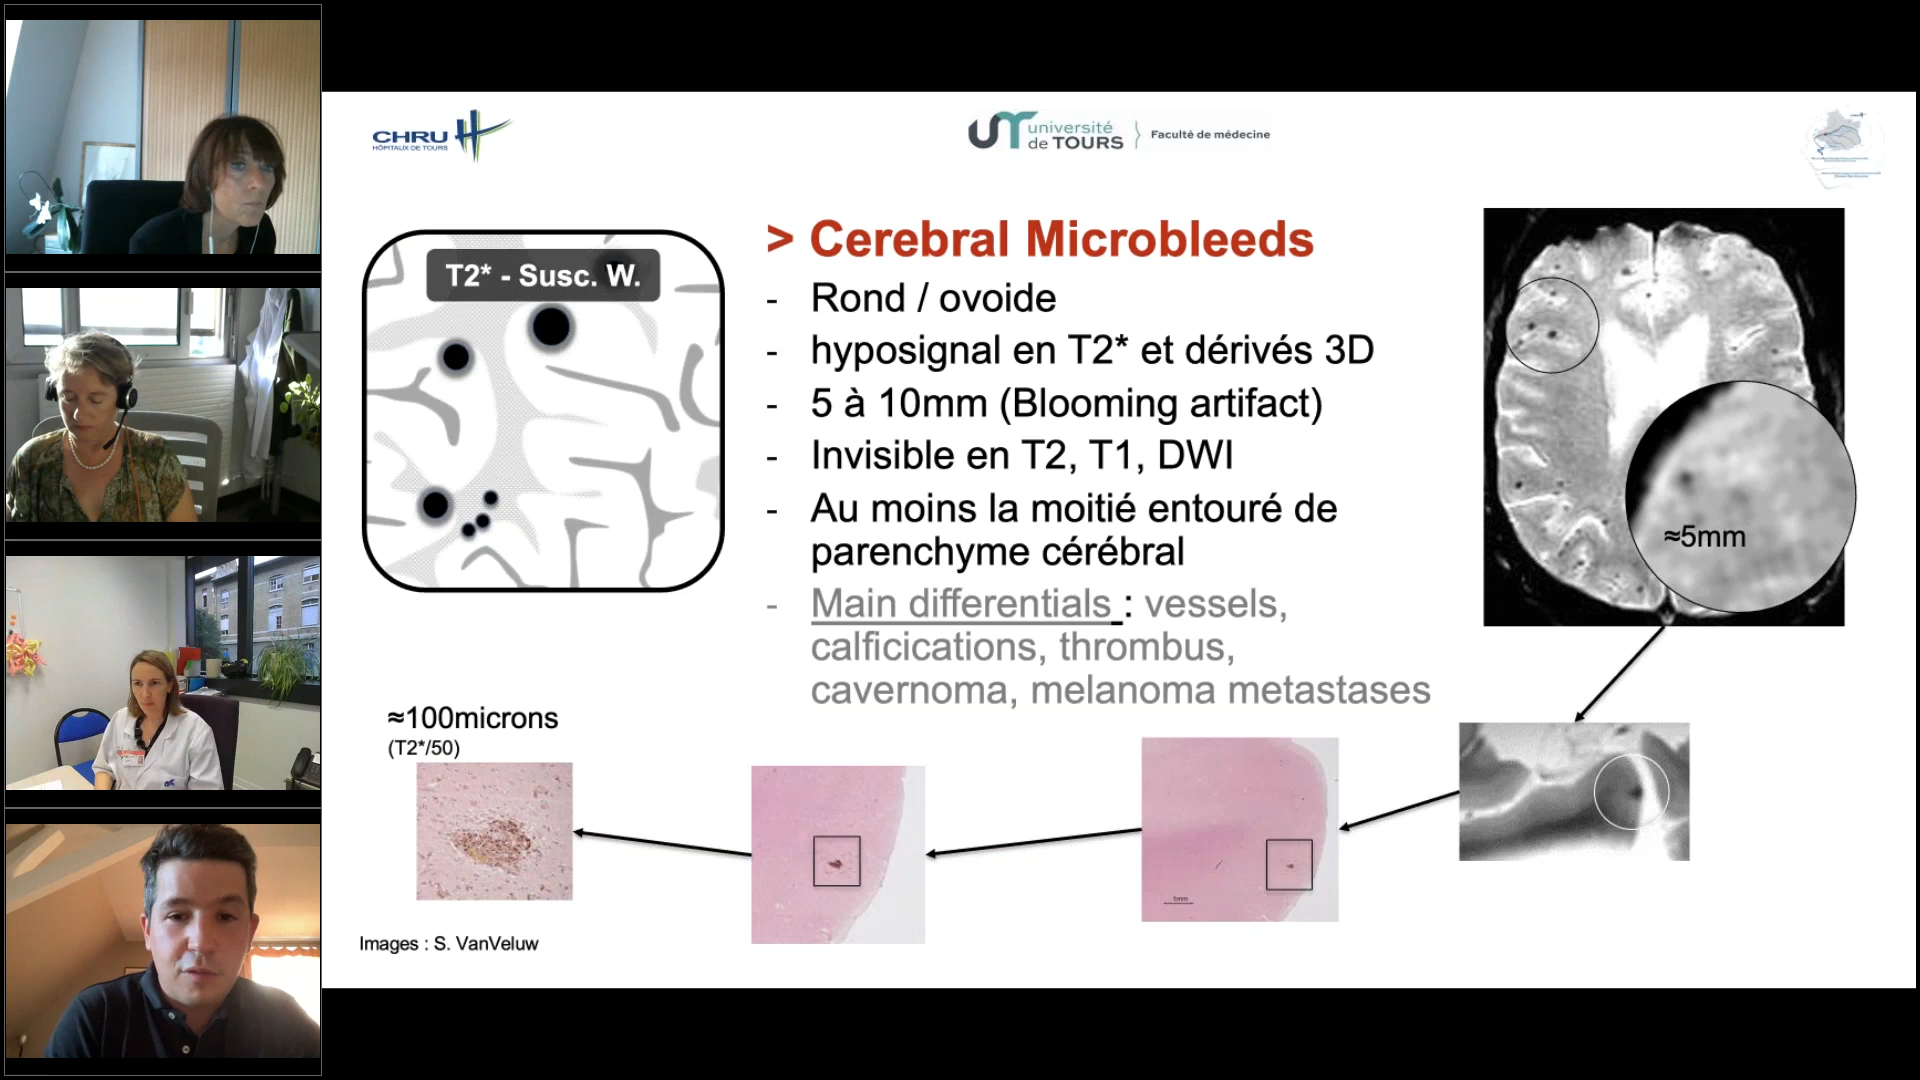 CHRU
HÔPITAUX DE TOURS
université
de TOURS
Faculté de médecine
T2* - Susc. W.
> Cerebral Microbleeds
- Rond / ovoide
- hyposignal en T2* et dérivés 3D
- 5 à 10mm (Blooming artifact)
- Invisible en T2, T1, DWI
- Au moins la moitié entouré de
parenchyme cérébral
- Main differentials : vessels,
calficications, thrombus,
cavernoma, melanoma metastases
≈5mm
≈100microns
(T2*/50)
1mm
Images : S. VanVeluw